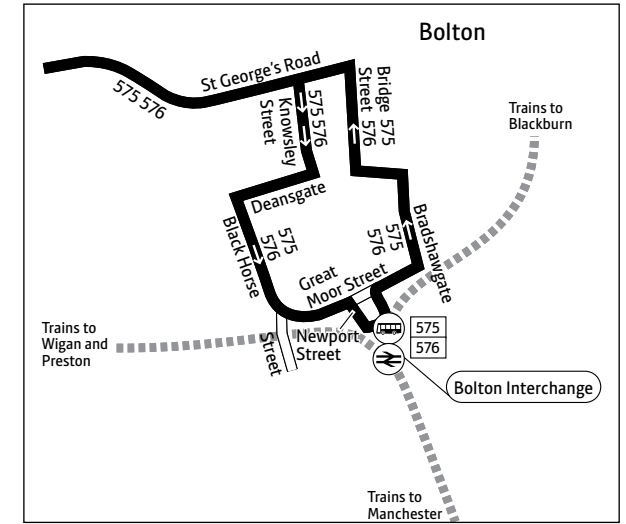 Bolton
St George's Road
575 576
Knowsley
Street
575 576
Bridge
Street
575
576
Trains to
Blackburn
Deansgate
Black Horse
Street
575
576
Great
Moor Street
575
576
Bradshawgate
Trains to
Wigan and
Preston
Newport
Street
575
576
Bolton Interchange
Trains to
Manchester